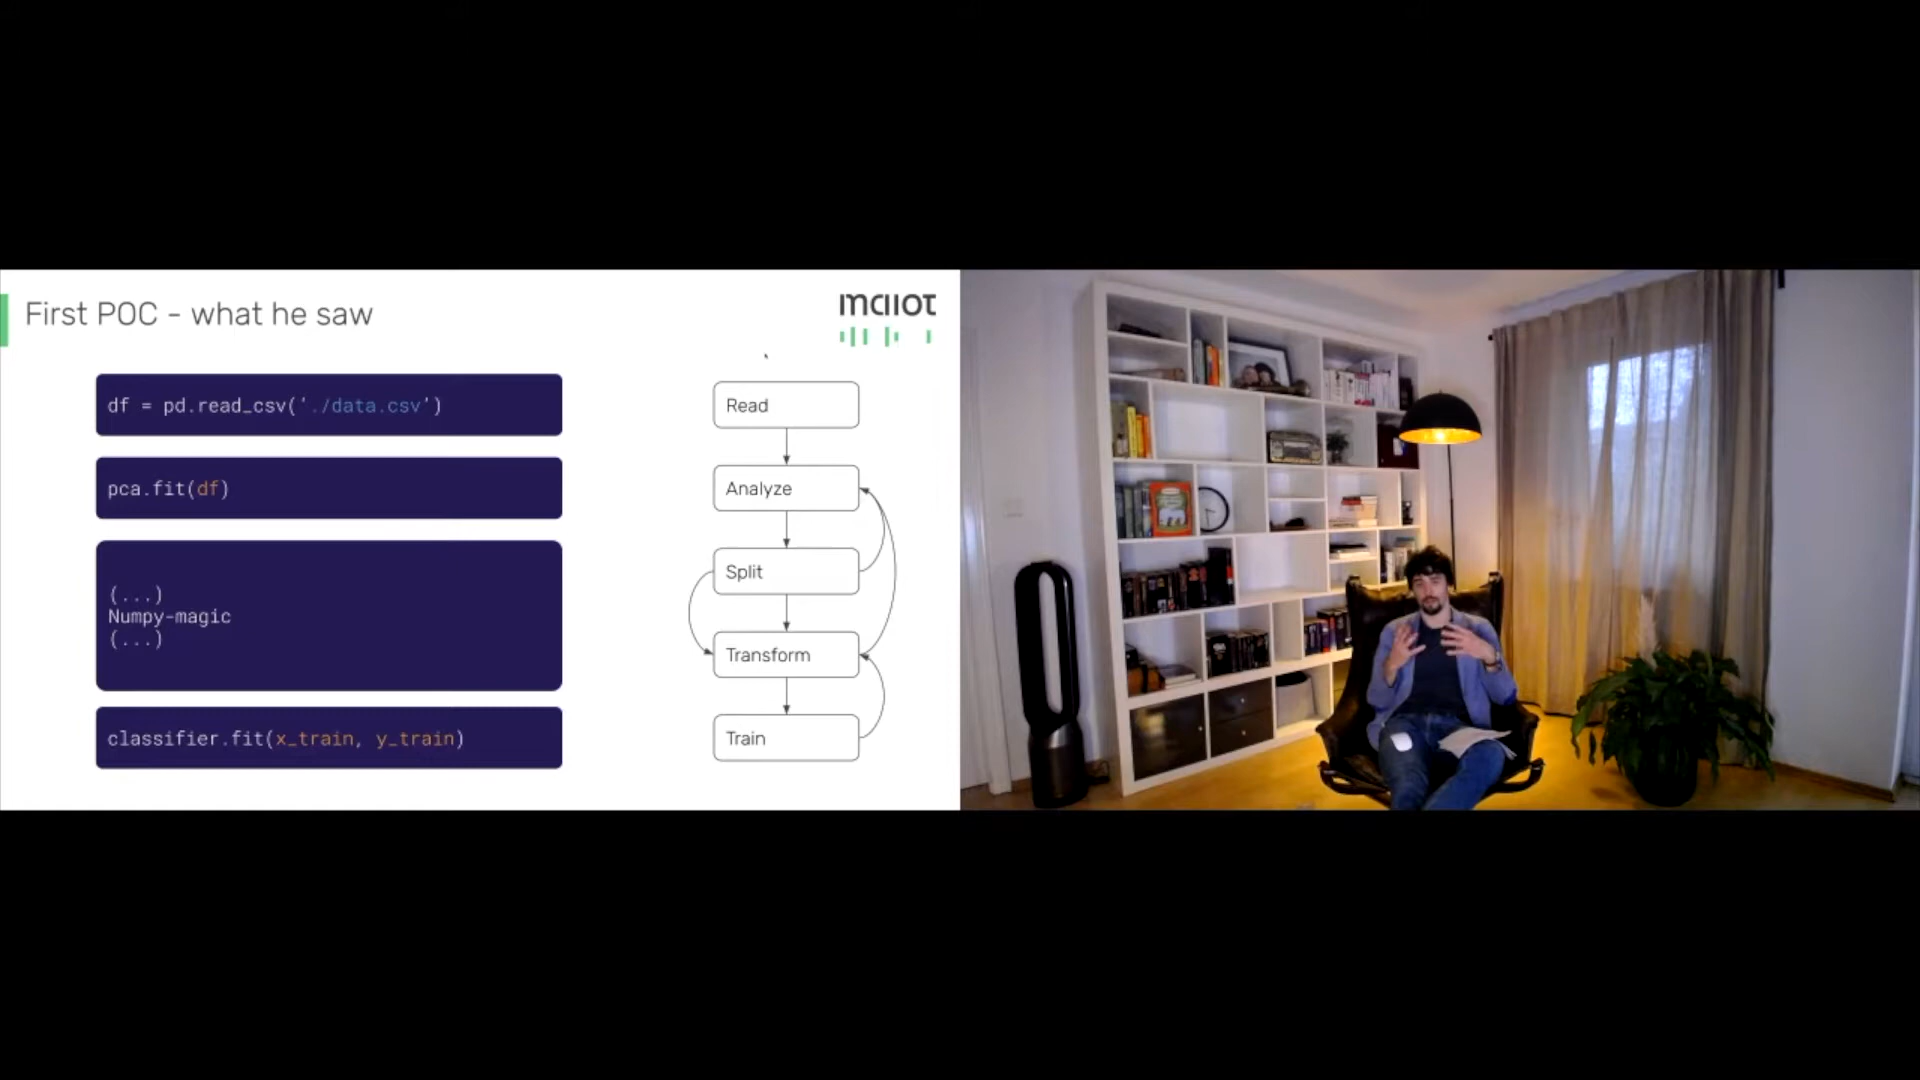 First POC - what he saw
maiot
df = pd.read_csv('./data.csv')
pca.fit(df)
(...)
Numpy-magic
(...)
classifier.fit(x_train, y_train)
Read
Analyze
Split
Transform
Train